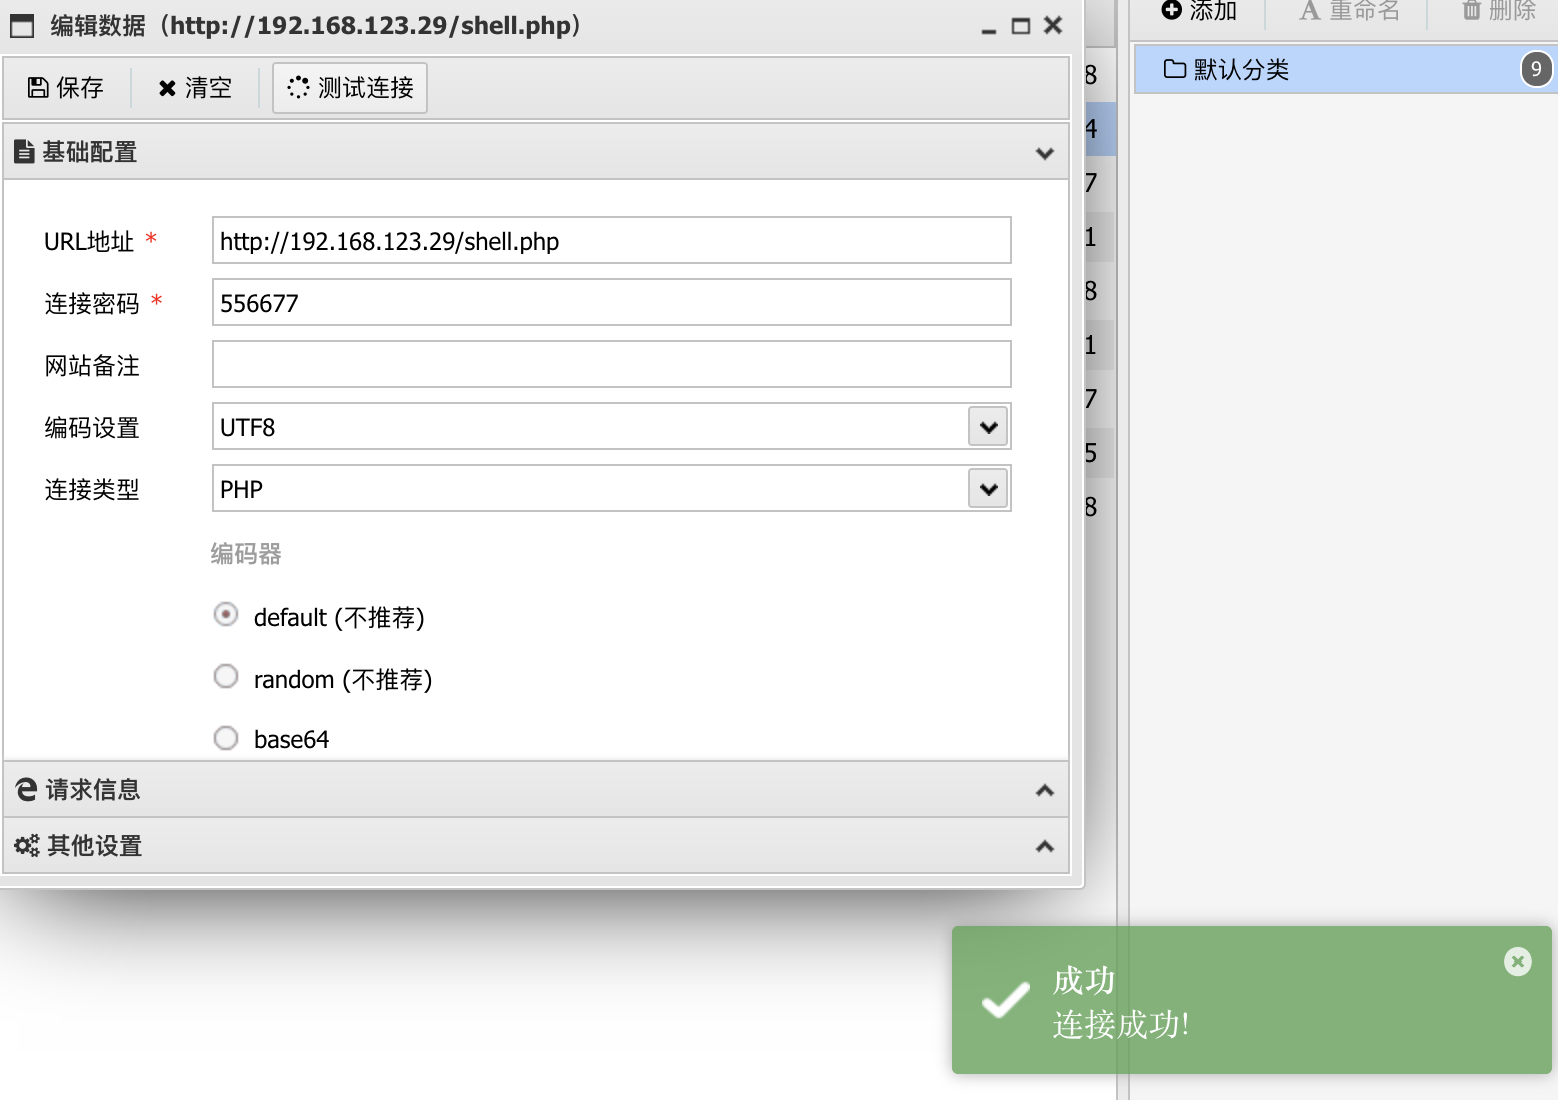 编辑数据（http://192.168.123.29/shell.php）
保存 清空 测试连接
基础配置
URL地址 * http://192.168.123.29/shell.php
连接密码 * 556677
网站备注
编码设置 UTF8
连接类型 PHP
编码器
default (不推荐)
random (不推荐)
base64
请求信息
其他设置
8
4
7
1
8
1
7
5
8
添加 重命名 删除
默认分类 9
成功
连接成功!